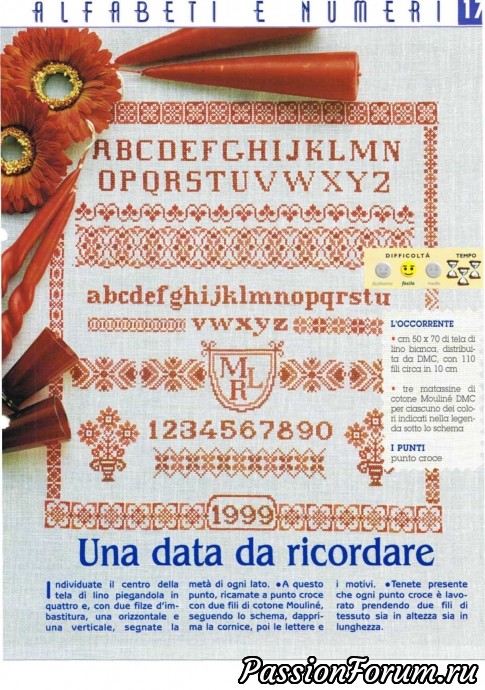 ALFABETI E NUMERI 17
ABCDEFGHIJKLMN
OPQRSTUVWXYZ
DIFFICOLTÀ TEMPO
facile
abcdefghijklmnopqrstu
vwxyz
M
R L
1234567890
1999
L'OCCORRENTE
• cm 50 x 70 di tela di
lino bianca, distribui-
ta da DMC, con 110
fili circa in 10 cm
• tre matassine di
cotone Mouliné DMC
per ciascuno dei colo-
ri indicati nella legen-
da sotto lo schema
I PUNTI
punto croce
Una data da ricordare
Individuate il centro della
tela di lino piegandola in
quattro e, con due filze d'im-
bastitura, una orizzontale e
una verticale, segnate la
metà di ogni lato. •A questo
punto, ricamate a punto croce
con due fili di cotone Mouliné,
seguendo lo schema, dappri-
ma la cornice, poi le lettere e
i motivi. •Tenete presente
che ogni punto croce è lavo-
rato prendendo due fili di
tessuto sia in altezza sia in
lunghezza.
PassionForum.ru